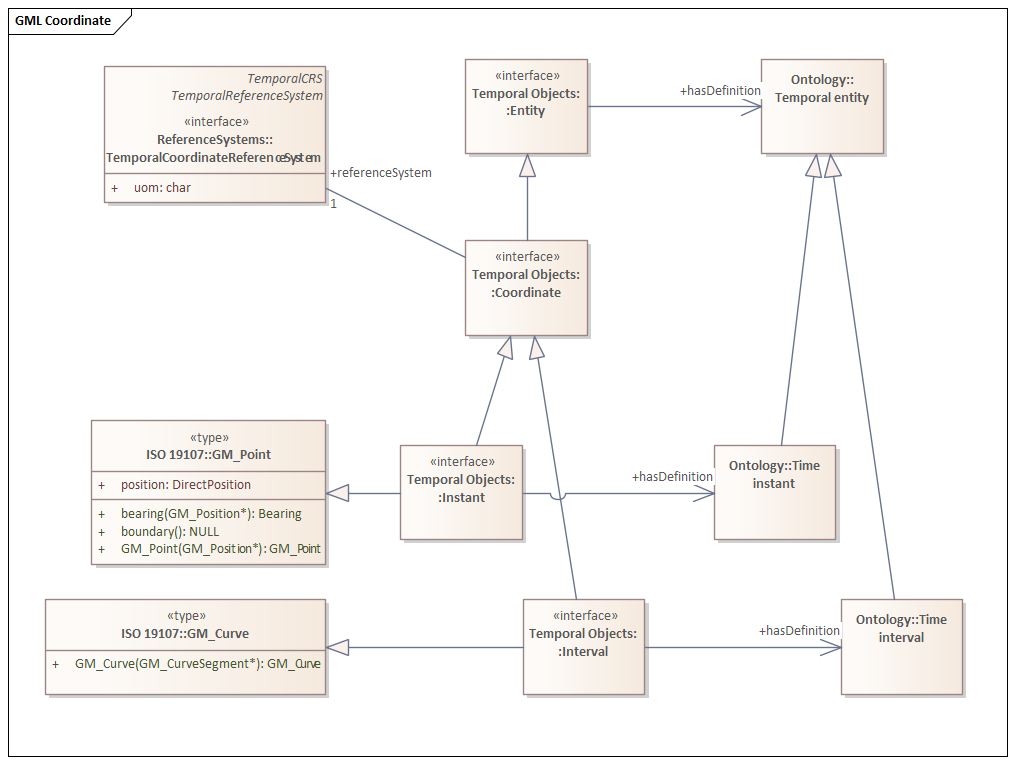 GML Coordinate
TemporalCRS
TemporalReferenceSystem
«interface»
ReferenceSystems::
TemporalCoordinateReferenceSystem
+ uom: char
+referenceSystem
1
«interface»
Temporal Objects:
:Entity
+hasDefinition
Ontology::
Temporal entity
«interface»
Temporal Objects:
:Coordinate
«type»
ISO 19107::GM_Point
+ position: DirectPosition
+ bearing(GM_Position*): Bearing
+ boundary(): NULL
+ GM_Point(GM_Position*): GM_Point
«interface»
Temporal Objects:
:Instant
+hasDefinition
Ontology::Time
instant
«type»
ISO 19107::GM_Curve
+ GM_Curve(GM_CurveSegment*): GM_Curve
«interface»
Temporal Objects:
:Interval
+hasDefinition
Ontology::Time
interval